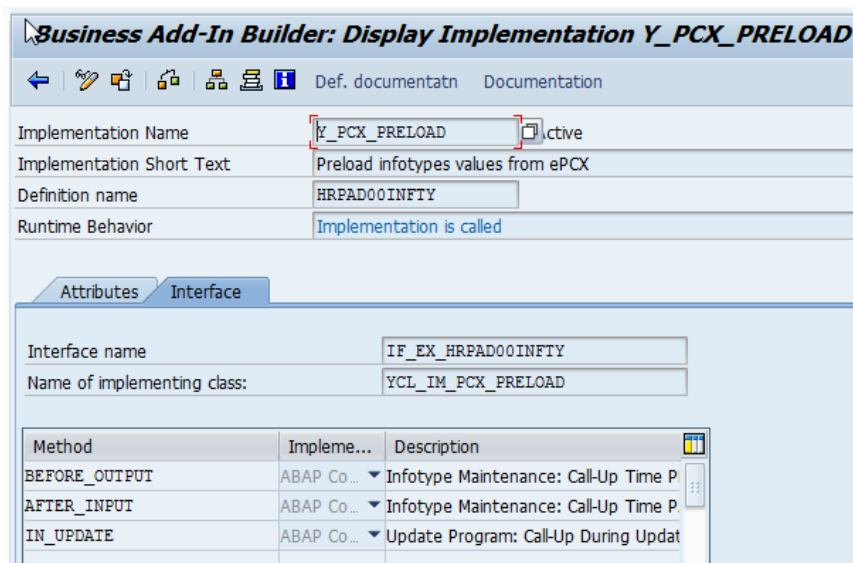 Business Add-In Builder: Display Implementation Y_PCX_PRELOAD
Def. documentatn Documentation
Implementation Name Y_PCX_PRELOAD ctive
Implementation Short Text Preload infotypes values from ePCX
Definition name HRPAD00INFTY
Runtime Behavior Implementation is called
Attributes Interface
Interface name IF_EX_HRPAD00INFTY
Name of implementing class: YCL_IM_PCX_PRELOAD
Method Impleme... Description
BEFORE_OUTPUT ABAP Co... Infotype Maintenance: Call-Up Time P
AFTER_INPUT ABAP Co... Infotype Maintenance: Call-Up Time P.
IN_UPDATE ABAP Co... Update Program: Call-Up During Updat